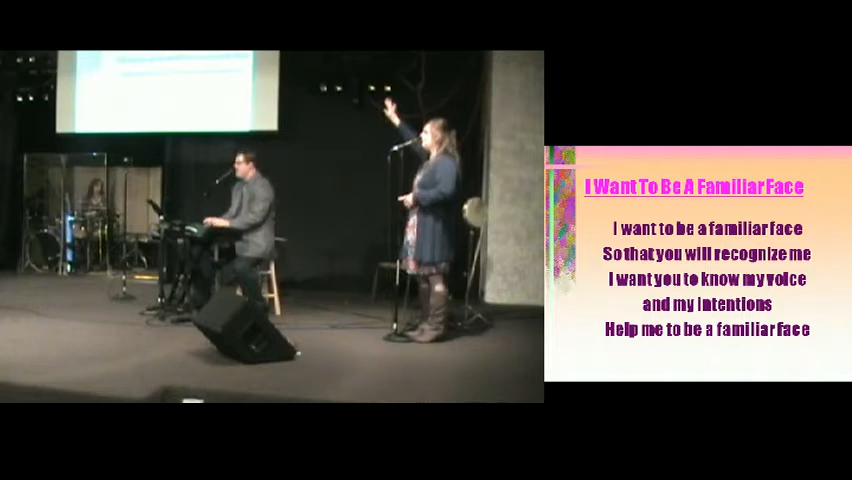 I Want To Be A Familiar Face
I want to be a familiar face
So that you will recognize me
I want you to know my voice
and my intentions
Help me to be a familiar face